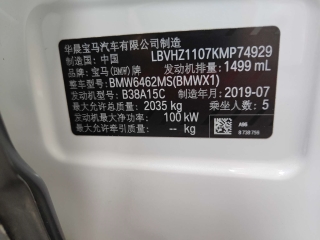 华晨宝马汽车有限公司制造
制造国: 中国 LBVHZ1107KMP74929
品牌: 宝马(BMW)牌 发动机排量: 1499 mL
整车型号: BMW6462MS(BMWX1)
发动机型号: B38A15C 制造年月: 2019-07
最大允许总质量: 2035 kg 乘坐人数: 5
发动机最大净功率: 100 kW A96
最大允许牵引质量: -- kg B 738 766